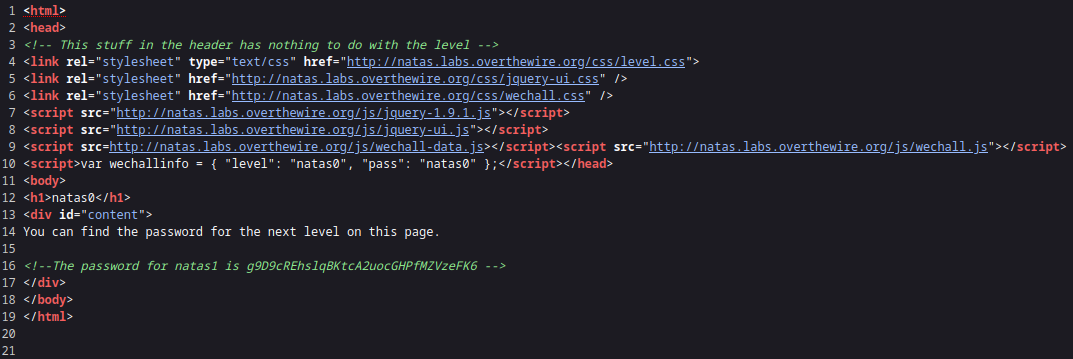 1 <html>
2 <head>
3 <!-- This stuff in the header has nothing to do with the level -->
4 <link rel="stylesheet" type="text/css" href="http://natas.labs.overthewire.org/css/level.css">
5 <link rel="stylesheet" href="http://natas.labs.overthewire.org/css/jquery-ui.css" />
6 <link rel="stylesheet" href="http://natas.labs.overthewire.org/css/wechall.css" />
7 <script src="http://natas.labs.overthewire.org/js/jquery-1.9.1.js"></script>
8 <script src="http://natas.labs.overthewire.org/js/jquery-ui.js"></script>
9 <script src=http://natas.labs.overthewire.org/js/wechall-data.js></script><script src="http://natas.labs.overthewire.org/js/wechall.js"></script>
10 <script>var wechallinfo = { "level": "natas0", "pass": "natas0" };</script></head>
11 <body>
12 <h1>natas0</h1>
13 <div id="content">
14 You can find the password for the next level on this page.
15
16 <!--The password for natas1 is g9D9cREhslqBKtcA2uocGHPfMZVzeFK6 -->
17 </div>
18 </body>
19 </html>
20
21